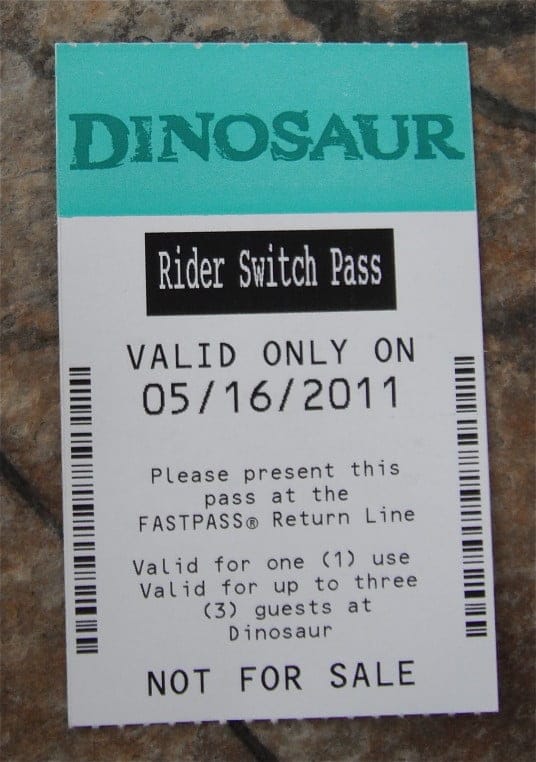 DINOSAUR
Rider Switch Pass
VALID ONLY ON
05/16/2011
Please present this
pass at the
FASTPASS® Return Line
Valid for one (1) use
Valid for up to three
(3) guests at
Dinosaur
NOT FOR SALE